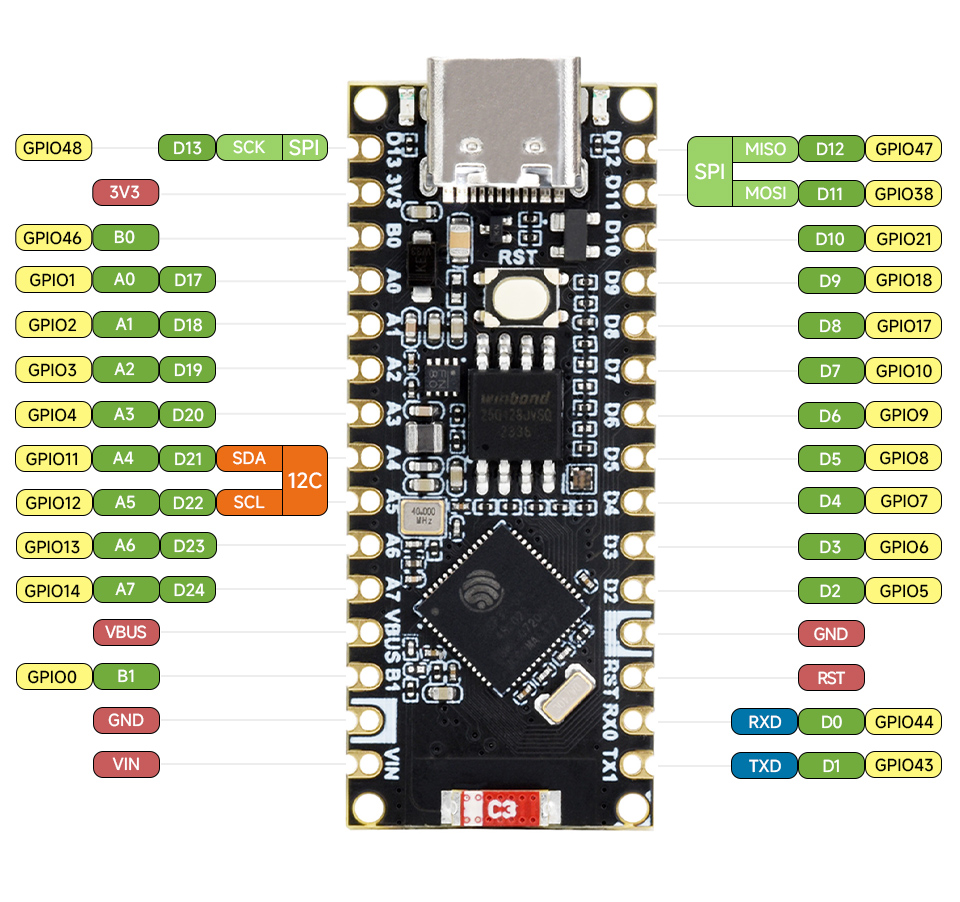 GPIO48 D13 SCK SPI
3V3
GPIO46 B0
GPIO1 A0 D17
GPIO2 A1 D18
GPIO3 A2 D19
GPIO4 A3 D20
GPIO11 A4 D21 SDA
12C
GPIO12 A5 D22 SCL
GPIO13 A6 D23
GPIO14 A7 D24
VBUS
GPIO0 B1
GND
VIN
D13
3V3
B0
A0
A1
A2
A3
A4
A5
A6
A7
VBUS
B1
VIN
RST
winbond
25Q128JVSQ
40.000
MHz
D12
D11
D10
D9
D8
D7
D6
D5
D4
D3
D2
RST
RX0
TX1
SPI
MISO D12 GPIO47
MOSI D11 GPIO38
D10 GPIO21
D9 GPIO18
D8 GPIO17
D7 GPIO10
D6 GPIO9
D5 GPIO8
D4 GPIO7
D3 GPIO6
D2 GPIO5
GND
RST
RXD D0 GPIO44
TXD D1 GPIO43